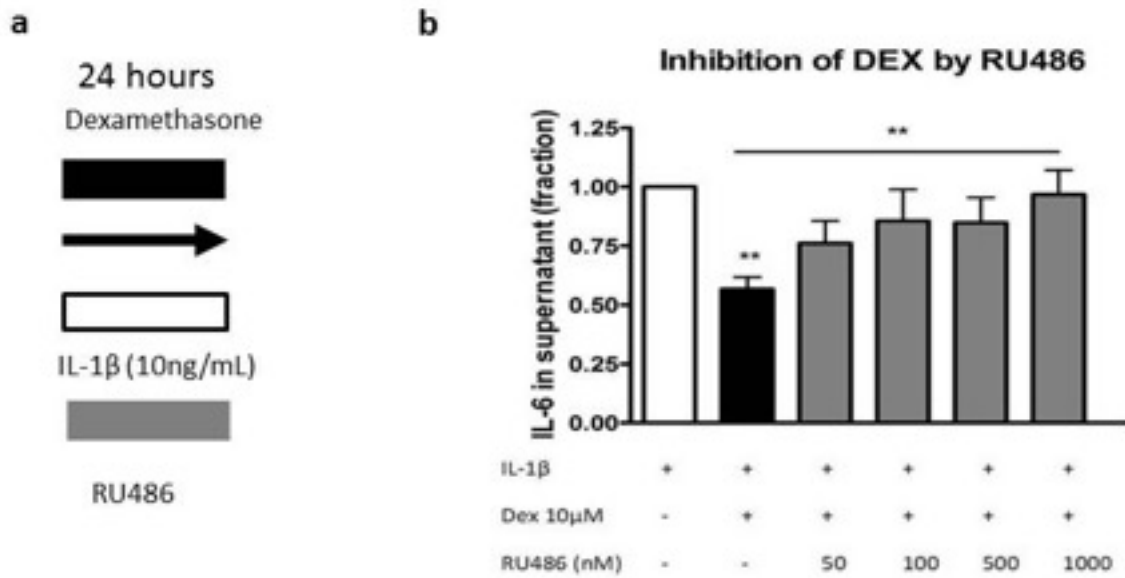 a
24 hours
Dexamethasone
IL-1β (10ng/mL)
RU486
b
Inhibition of DEX by RU486
IL-6 in supernatant (fraction)
1.25
1.00
0.75
0.50
0.25
0.00
**
**
IL-1β + + + + + +
Dex 10μM - + + + + +
RU486 (nM) - - 50 100 500 1000